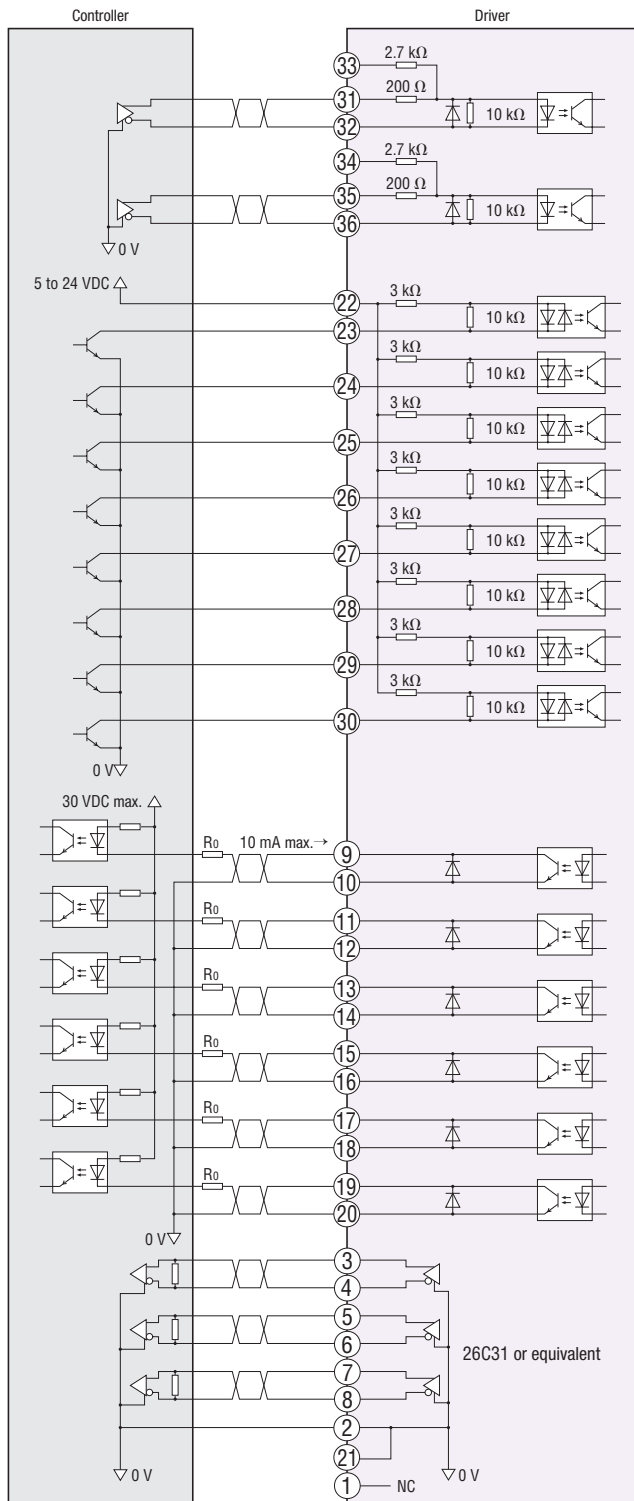 Controller
Driver
33
2.7 kΩ
31
200 Ω
32
10 kΩ
34
2.7 kΩ
35
200 Ω
36
10 kΩ
0 V
5 to 24 VDC
22
3 kΩ
23
10 kΩ
3 kΩ
24
10 kΩ
3 kΩ
25
10 kΩ
3 kΩ
26
10 kΩ
3 kΩ
27
10 kΩ
3 kΩ
28
10 kΩ
3 kΩ
29
10 kΩ
3 kΩ
30
10 kΩ
0 V
30 VDC max.
R0
10 mA max.→
9
10
R0
11
12
R0
13
14
R0
15
16
R0
17
18
R0
19
20
0 V
3
4
5
6
26C31 or equivalent
7
8
2
21
0 V
0 V
1
NC